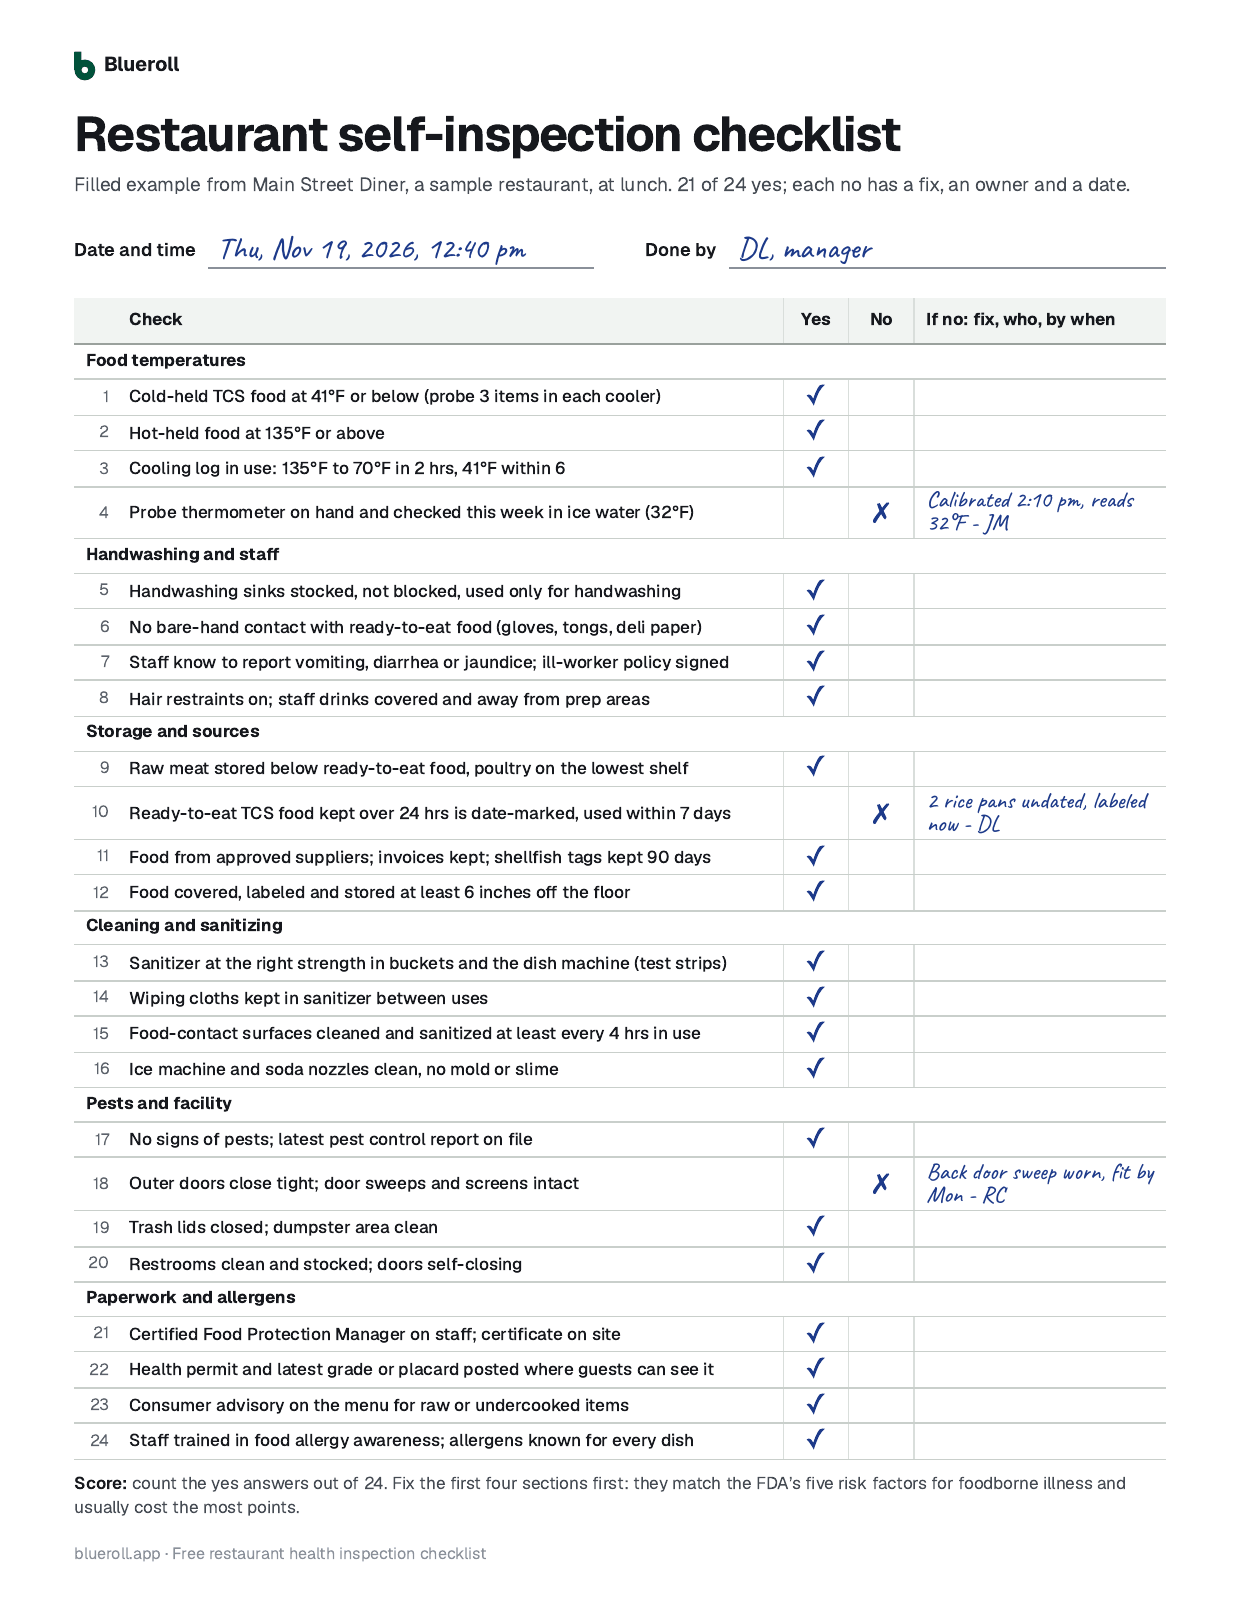 Blueroll
Restaurant self-inspection checklist
Filled example from Main Street Diner, a sample restaurant, at lunch. 21 of 24 yes; each no has a fix, an owner and a date.
Date and time Thu, Nov 19, 2026, 12:40 pm Done by DL, manager
Check Yes No If no: fix, who, by when
Food temperatures
1 Cold-held TCS food at 41°F or below (probe 3 items in each cooler) ✓
2 Hot-held food at 135°F or above ✓
3 Cooling log in use: 135°F to 70°F in 2 hrs, 41°F within 6 ✓
4 Probe thermometer on hand and checked this week in ice water (32°F) ✗ Calibrated 2:10 pm, reads
32°F - JM
Handwashing and staff
5 Handwashing sinks stocked, not blocked, used only for handwashing ✓
6 No bare-hand contact with ready-to-eat food (gloves, tongs, deli paper) ✓
7 Staff know to report vomiting, diarrhea or jaundice; ill-worker policy signed ✓
8 Hair restraints on; staff drinks covered and away from prep areas ✓
Storage and sources
9 Raw meat stored below ready-to-eat food, poultry on the lowest shelf ✓
10 Ready-to-eat TCS food kept over 24 hrs is date-marked, used within 7 days ✗ 2 rice pans undated, labeled
now - DL
11 Food from approved suppliers; invoices kept; shellfish tags kept 90 days ✓
12 Food covered, labeled and stored at least 6 inches off the floor ✓
Cleaning and sanitizing
13 Sanitizer at the right strength in buckets and the dish machine (test strips) ✓
14 Wiping cloths kept in sanitizer between uses ✓
15 Food-contact surfaces cleaned and sanitized at least every 4 hrs in use ✓
16 Ice machine and soda nozzles clean, no mold or slime ✓
Pests and facility
17 No signs of pests; latest pest control report on file ✓
18 Outer doors close tight; door sweeps and screens intact ✗ Back door sweep worn, fit by
Mon - RC
19 Trash lids closed; dumpster area clean ✓
20 Restrooms clean and stocked; doors self-closing ✓
Paperwork and allergens
21 Certified Food Protection Manager on staff; certificate on site ✓
22 Health permit and latest grade or placard posted where guests can see it ✓
23 Consumer advisory on the menu for raw or undercooked items ✓
24 Staff trained in food allergy awareness; allergens known for every dish ✓
Score: count the yes answers out of 24. Fix the first four sections first: they match the FDA's five risk factors for foodborne illness and
usually cost the most points.
blueroll.app · Free restaurant health inspection checklist